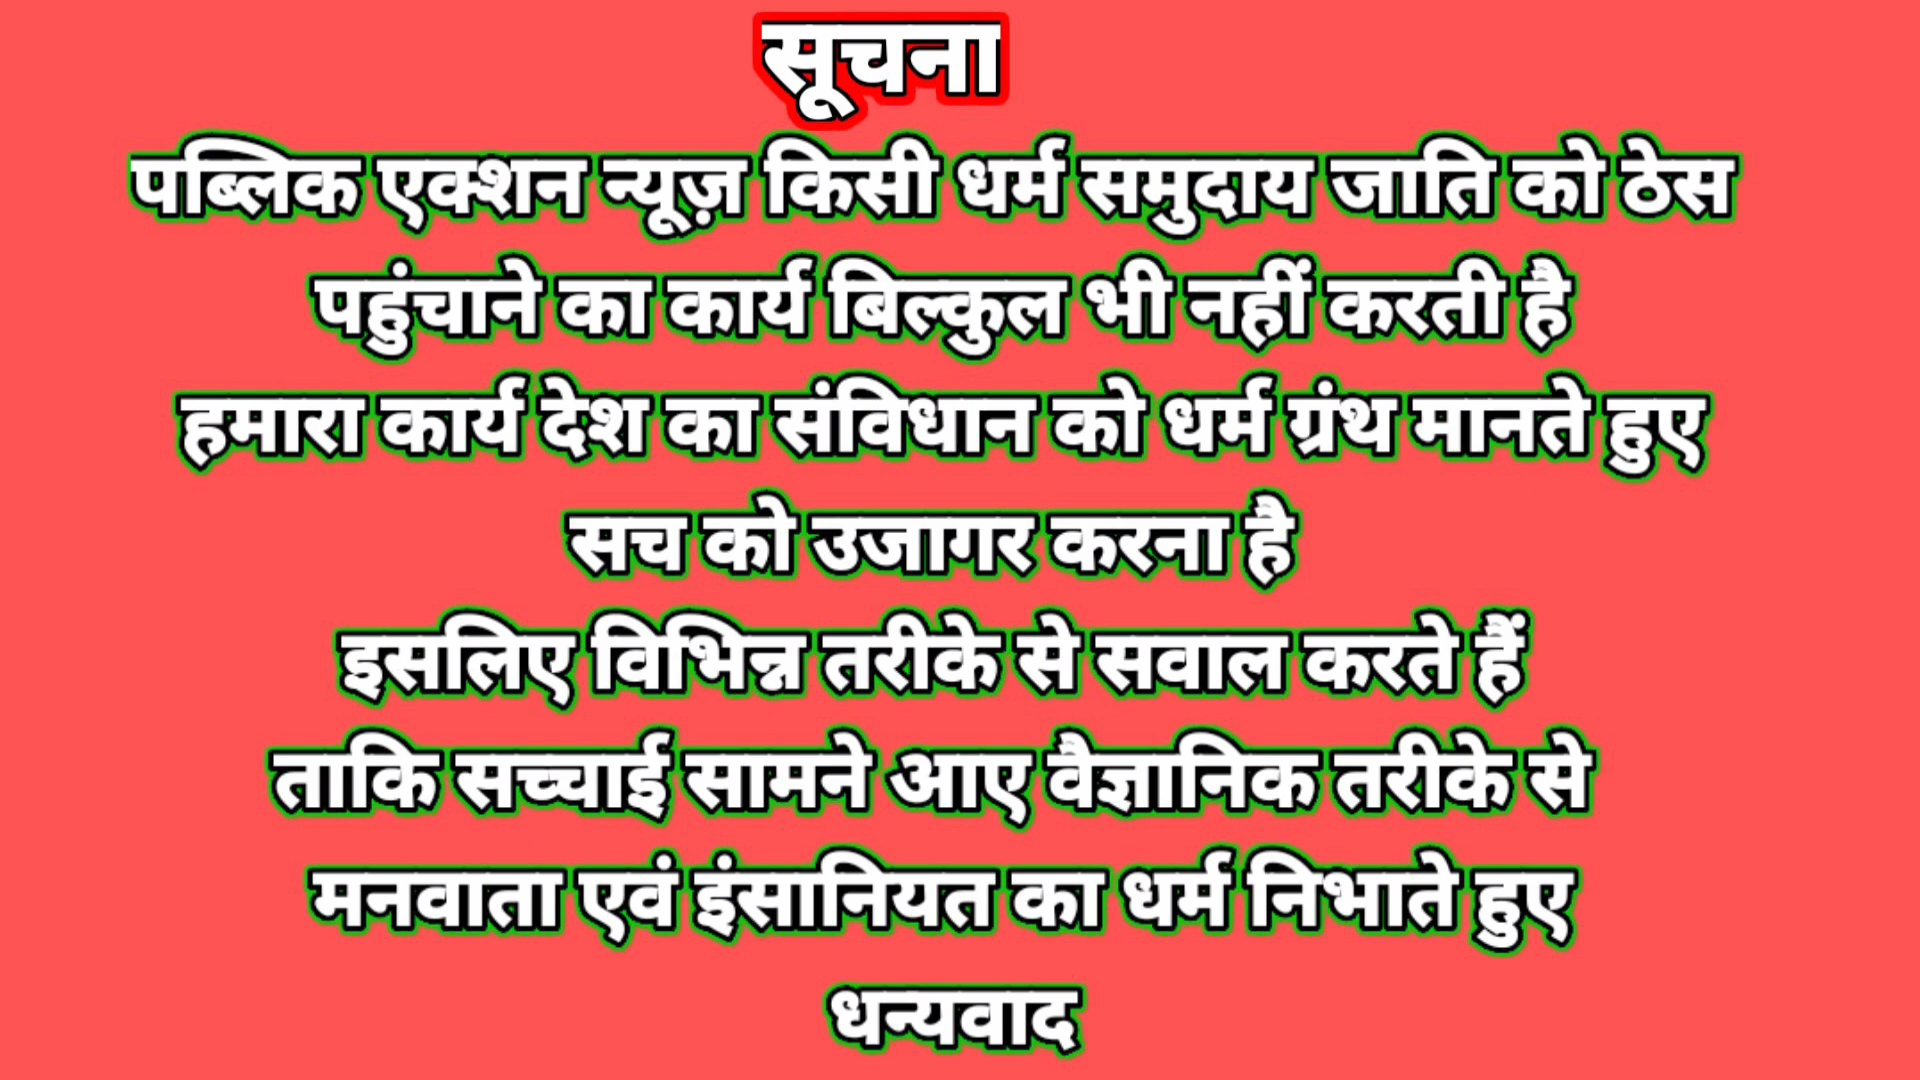 सूचना
पब्लिक एक्शन न्यूज़ किसी धर्म समुदाय जाति को ठेस
पहुंचाने का कार्य बिल्कुल भी नहीं करती है
हमारा कार्य देश का संविधान को धर्म ग्रंथ मानते हुए
सच को उजागर करना है
इसलिए विभिन्न तरीके से सवाल करते हैं
ताकि सच्चाई सामने आए वैज्ञानिक तरीके से
मनवाता एवं इंसानियत का धर्म निभाते हुए
धन्यवाद